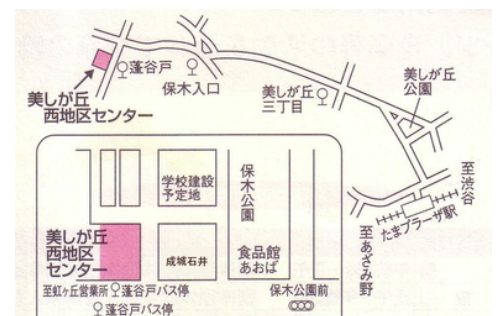 蓬谷戸
保木入口
美しが丘
西地区センター
美しが丘
三丁目
美しが丘
公園
至渋谷
たまプラーザ駅
至あざみ野
学校建設
予定地
保木公園
美しが丘
西地区
センター
成城石井
食品館
あおば
至虹ヶ丘営業所
蓬谷戸バス停
蓬谷戸バス停
保木公園前